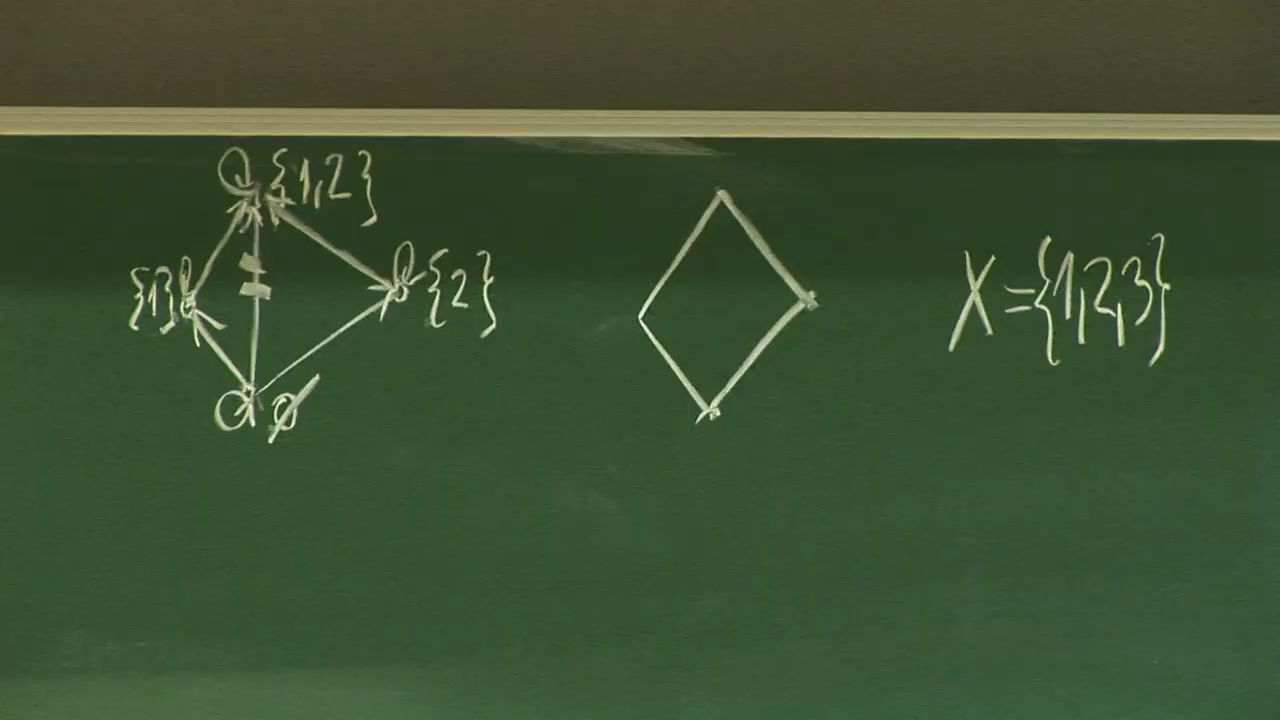 {1,2}
{1}
{2}
∅
X = {1,2,3}